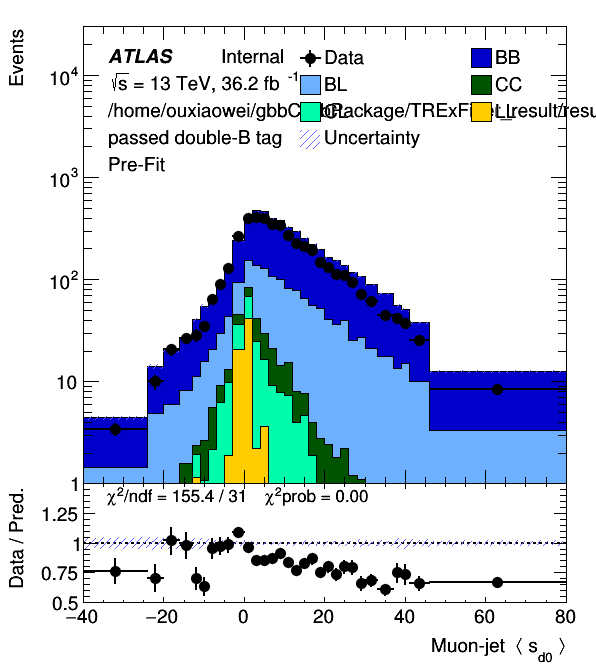 Events
ATLAS Internal
√s = 13 TeV, 36.2 fb⁻¹
passed double-B tag
Pre-Fit
Data
BB
BL
CC
Uncertainty
10⁴
10³
10²
10
1
χ²/ndf = 155.4 / 31 χ²prob = 0.00
Data / Pred.
1.25
1
0.75
0.5
−40 −20 0 20 40 60 80
Muon-jet ⟨ s_d0 ⟩